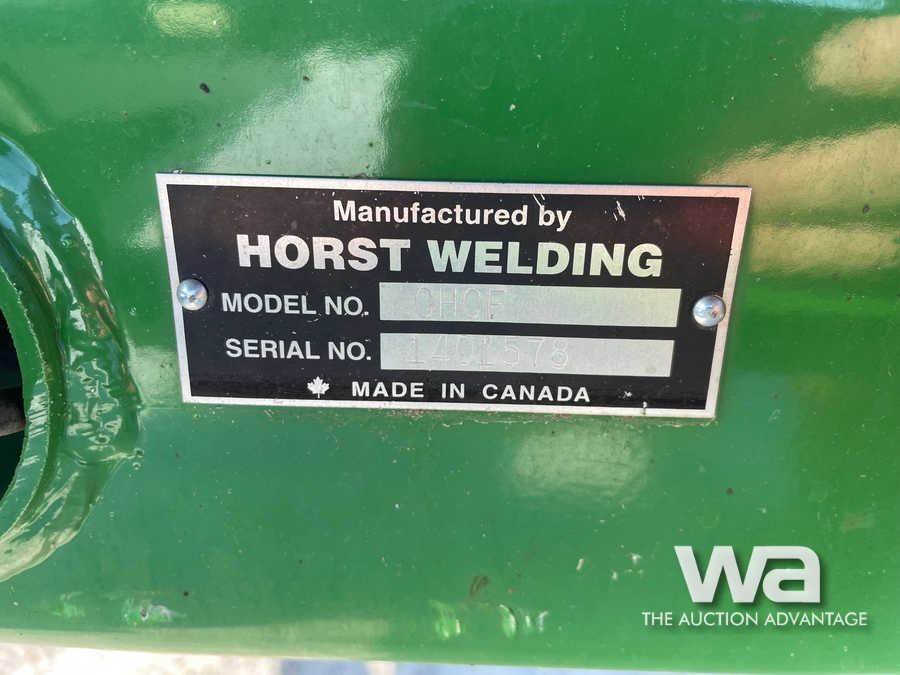 Manufactured by
HORST WELDING
MODEL NO. CHCF
SERIAL NO. 1401578
MADE IN CANADA
wa
THE AUCTION ADVANTAGE